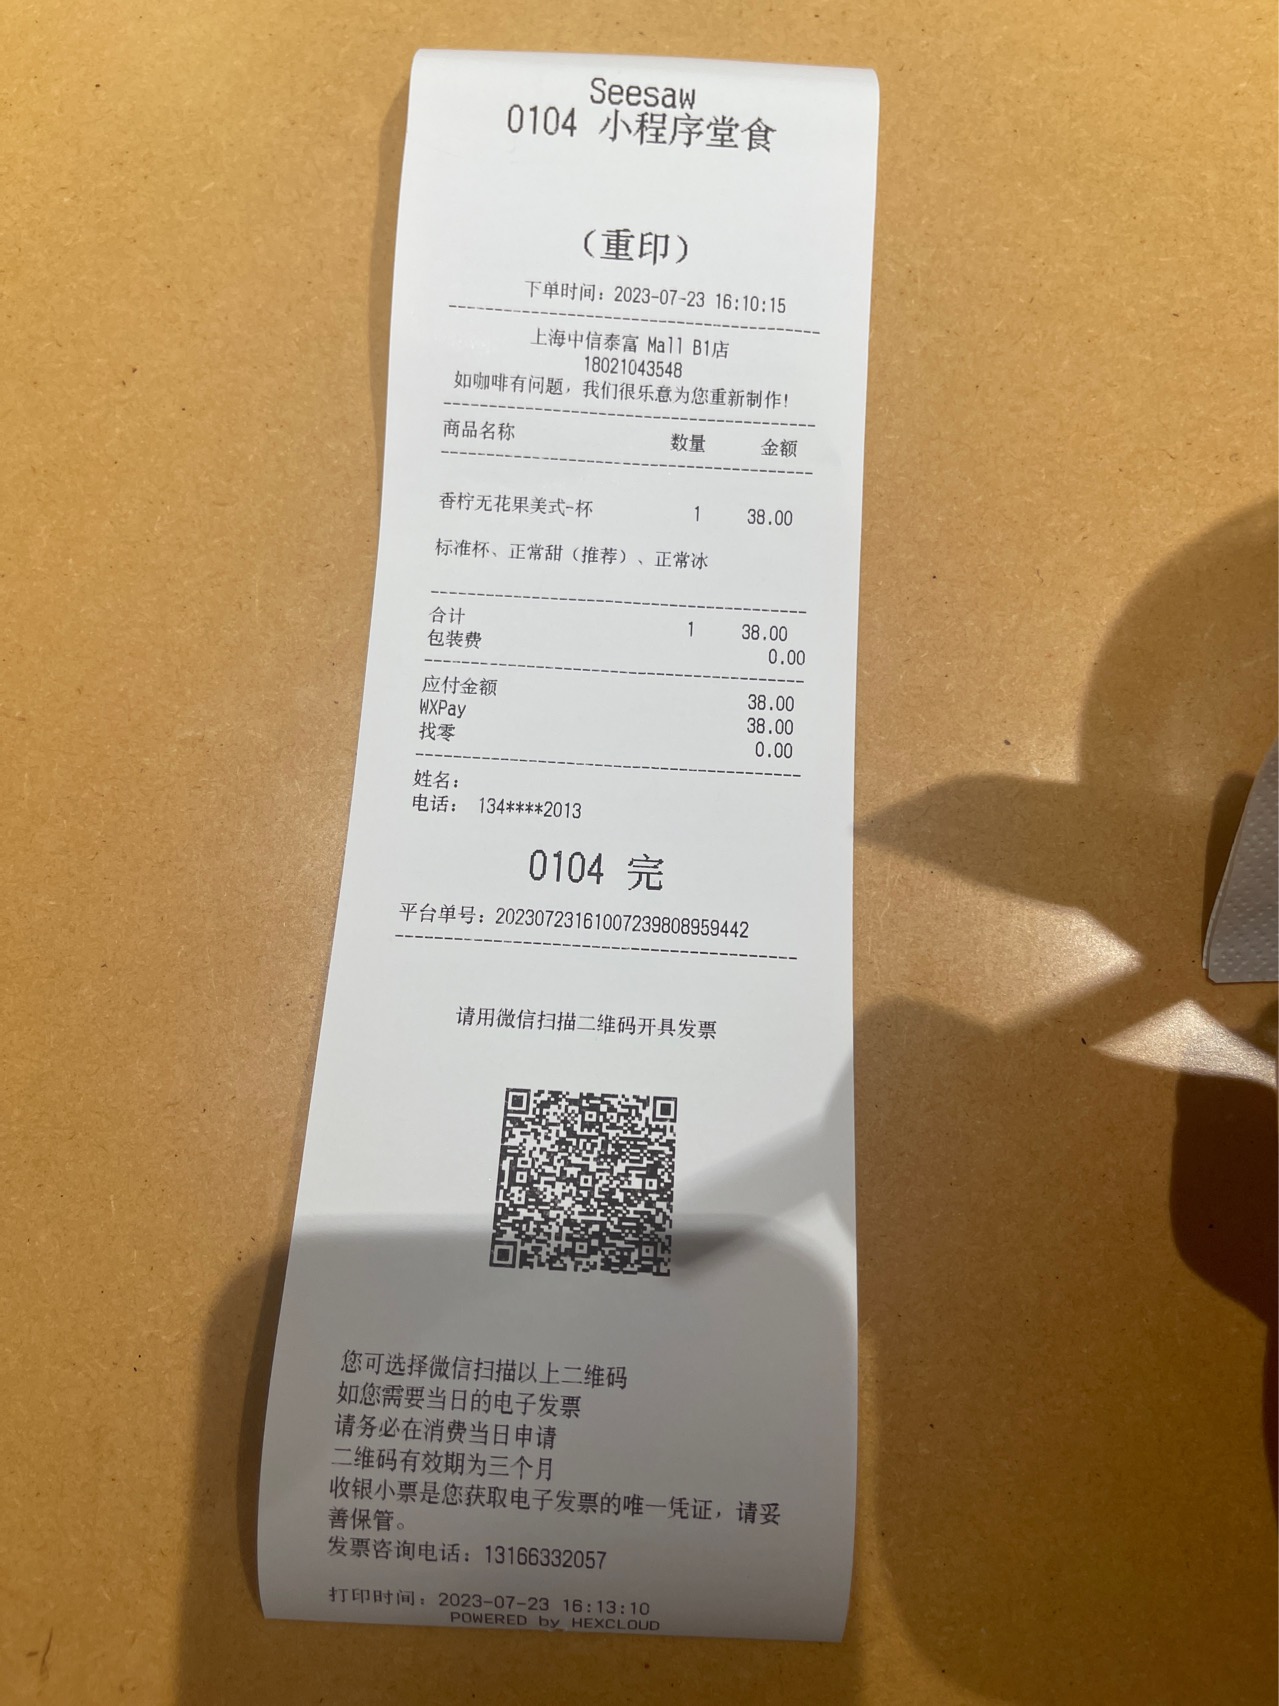 Seesaw
0104 小程序堂食
（重印）
下单时间：2023-07-23 16:10:15
上海中信泰富 Mall B1店
18021043548
如咖啡有问题，我们很乐意为您重新制作！
商品名称 数量 金额
香柠无花果美式-杯 1 38.00
标准杯、正常甜（推荐）、正常冰
合计 1 38.00
包装费 0.00
应付金额 38.00
WXPay 38.00
找零 0.00
姓名：
电话： 134****2013
0104 完
平台单号：20230723161007239808959442
请用微信扫描二维码开具发票
您可选择微信扫描以上二维码
如您需要当日的电子发票
请务必在消费当日申请
二维码有效期为三个月
收银小票是您获取电子发票的唯一凭证，请妥
善保管。
发票咨询电话：13166332057
打印时间：2023-07-23 16:13:10
POWERED by HEXCLOUD